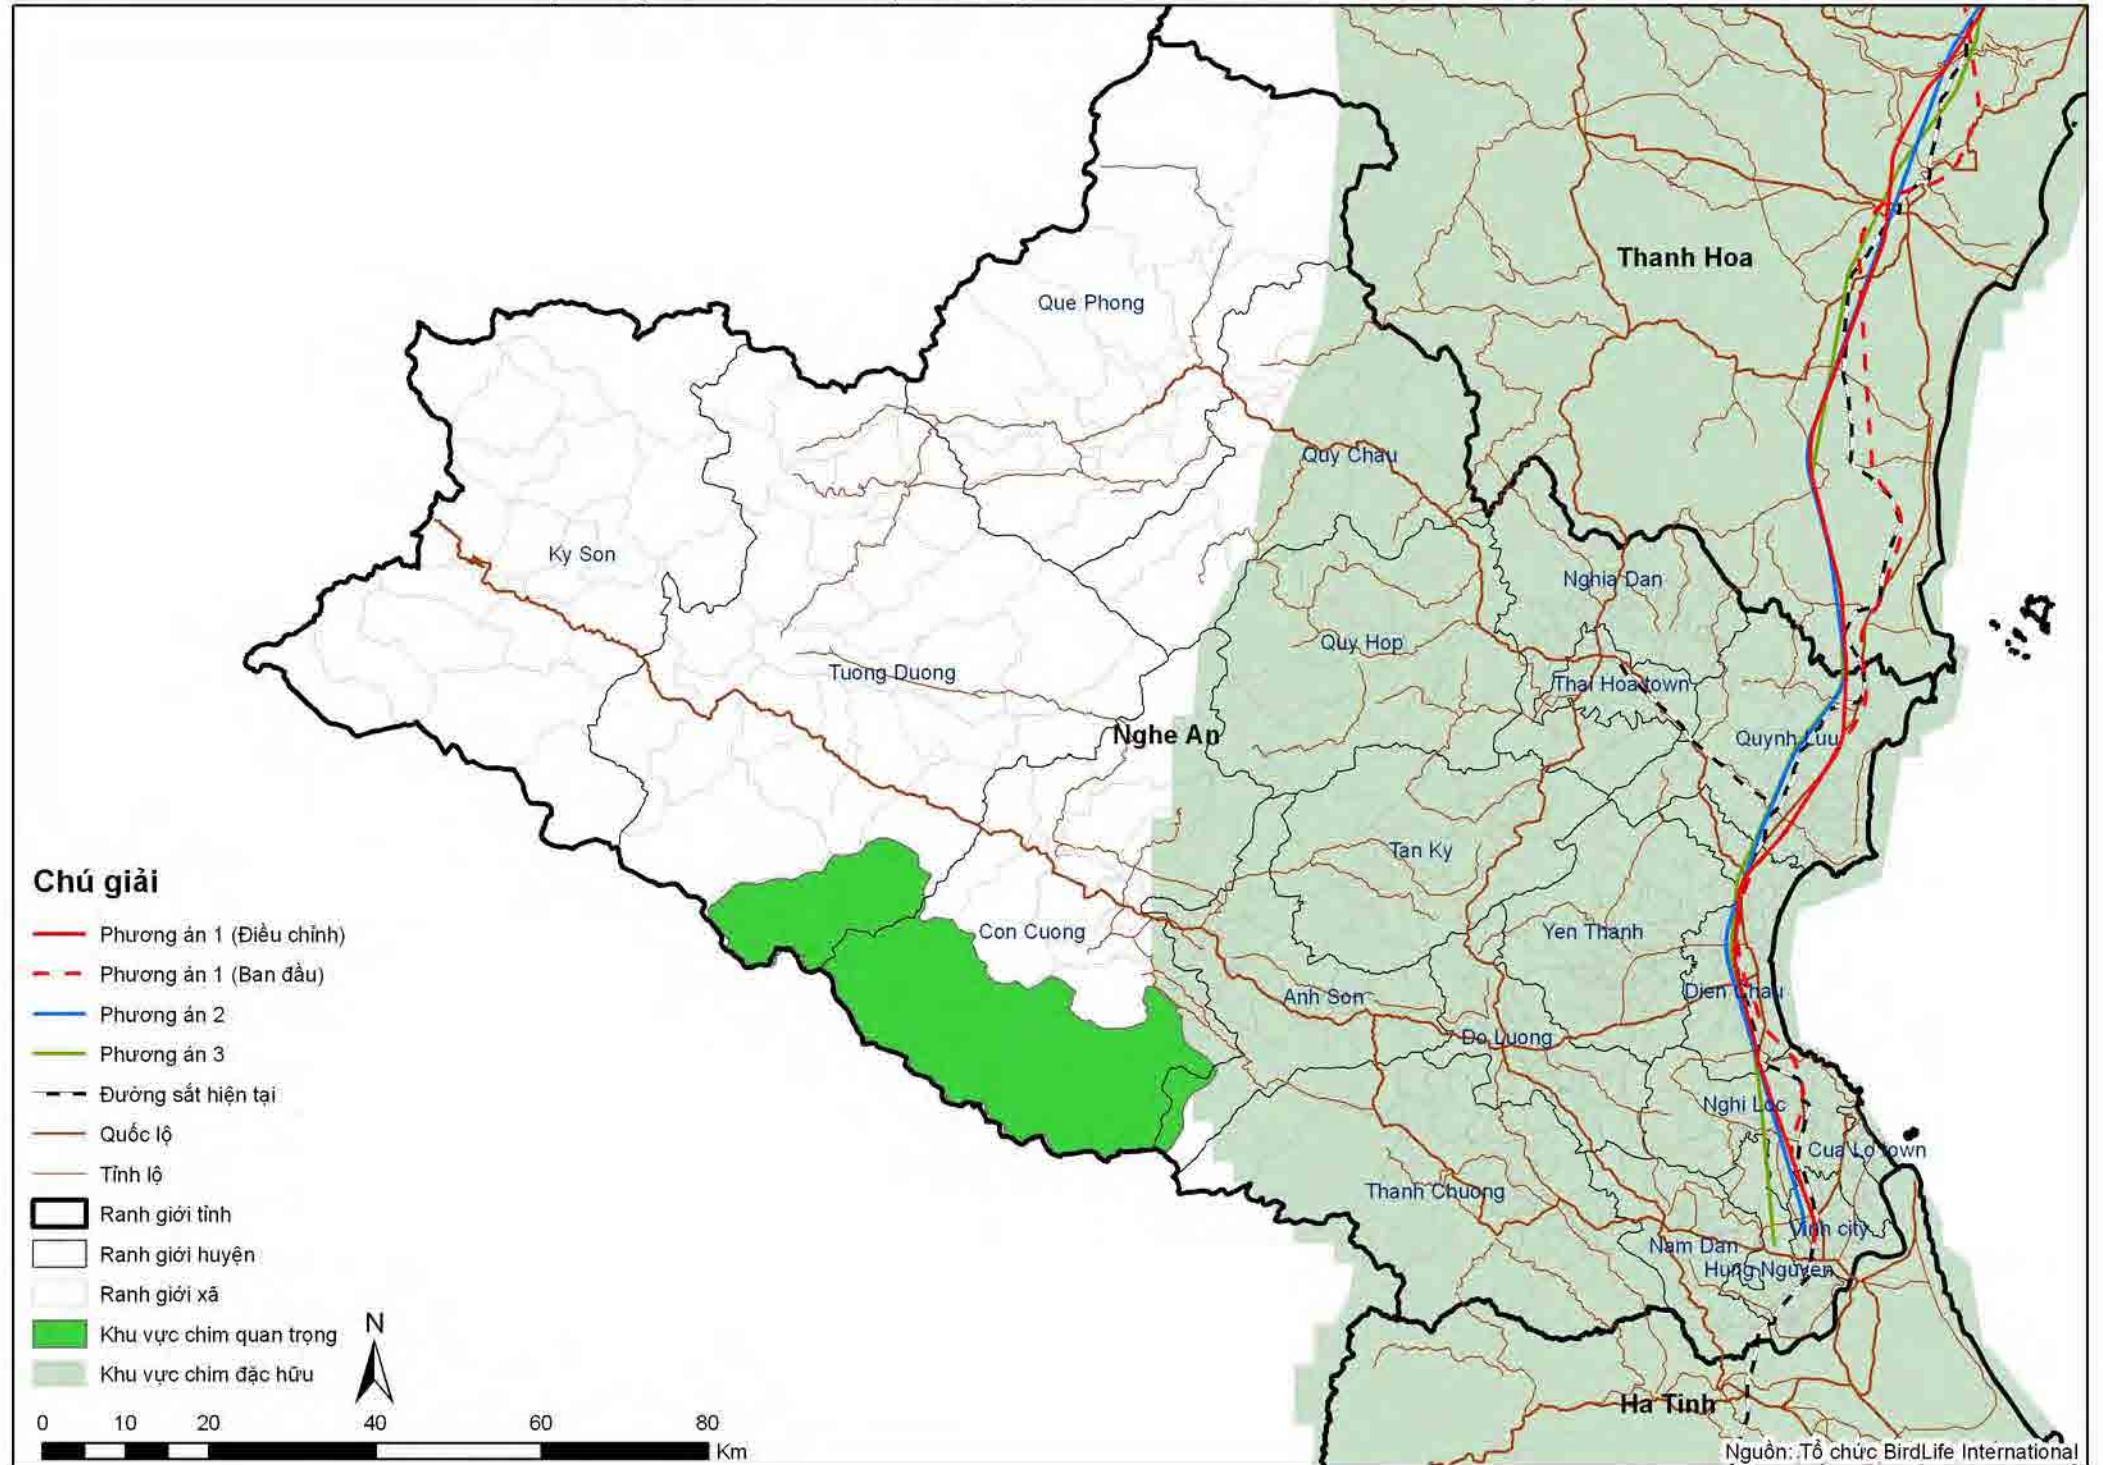 Thanh Hoa
Que Phong
Quy Chau
Ky Son
Nghia Dan
Quy Hop
Tuong Duong
Thai Hoa town
Nghe An
Quynh Luu
Tan Ky
Con Cuong
Yen Thanh
Anh Son
Dien Chau
Do Luong
Nghi Loc
Cua Lo town
Thanh Chuong
Vinh city
Nam Dan
Hung Nguyen
Ha Tinh
Chú giải
Phương án 1 (Điều chỉnh)
Phương án 1 (Ban đầu)
Phương án 2
Phương án 3
Đường sắt hiện tại
Quốc lộ
Tỉnh lộ
Ranh giới tỉnh
Ranh giới huyện
Ranh giới xã
Khu vực chim quan trọng
Khu vực chim đặc hữu
N
0 10 20 40 60 80
Km
Nguồn: Tổ chức BirdLife International